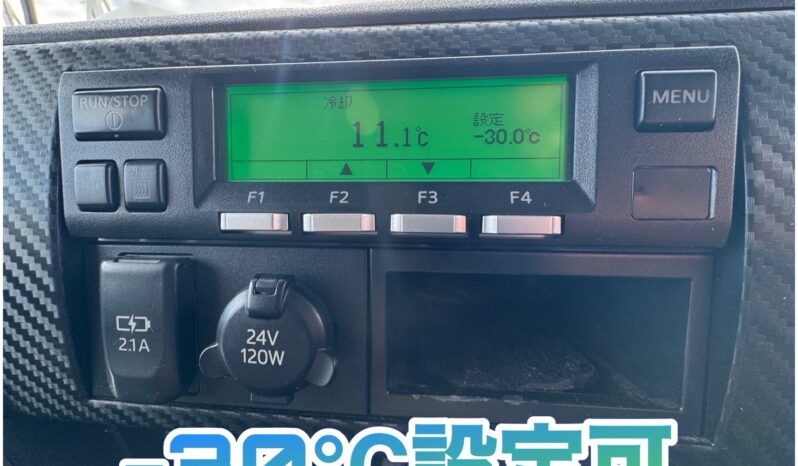 RUN/STOP
MENU
冷却
設定
11.1℃
-30.0℃
▲ ▼
F1 F2 F3 F4
2.1A
24V
120W
-30℃設定可